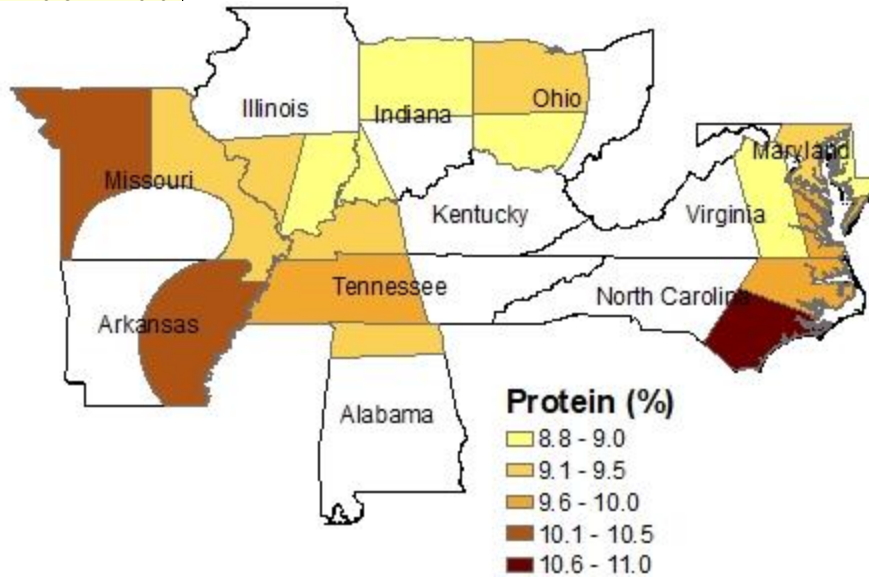 Illinois
Indiana
Ohio
Maryland
Missouri
Kentucky
Virginia
Tennessee
North Carolina
Arkansas
Alabama
Protein (%)
8.8 - 9.0
9.1 - 9.5
9.6 - 10.0
10.1 - 10.5
10.6 - 11.0